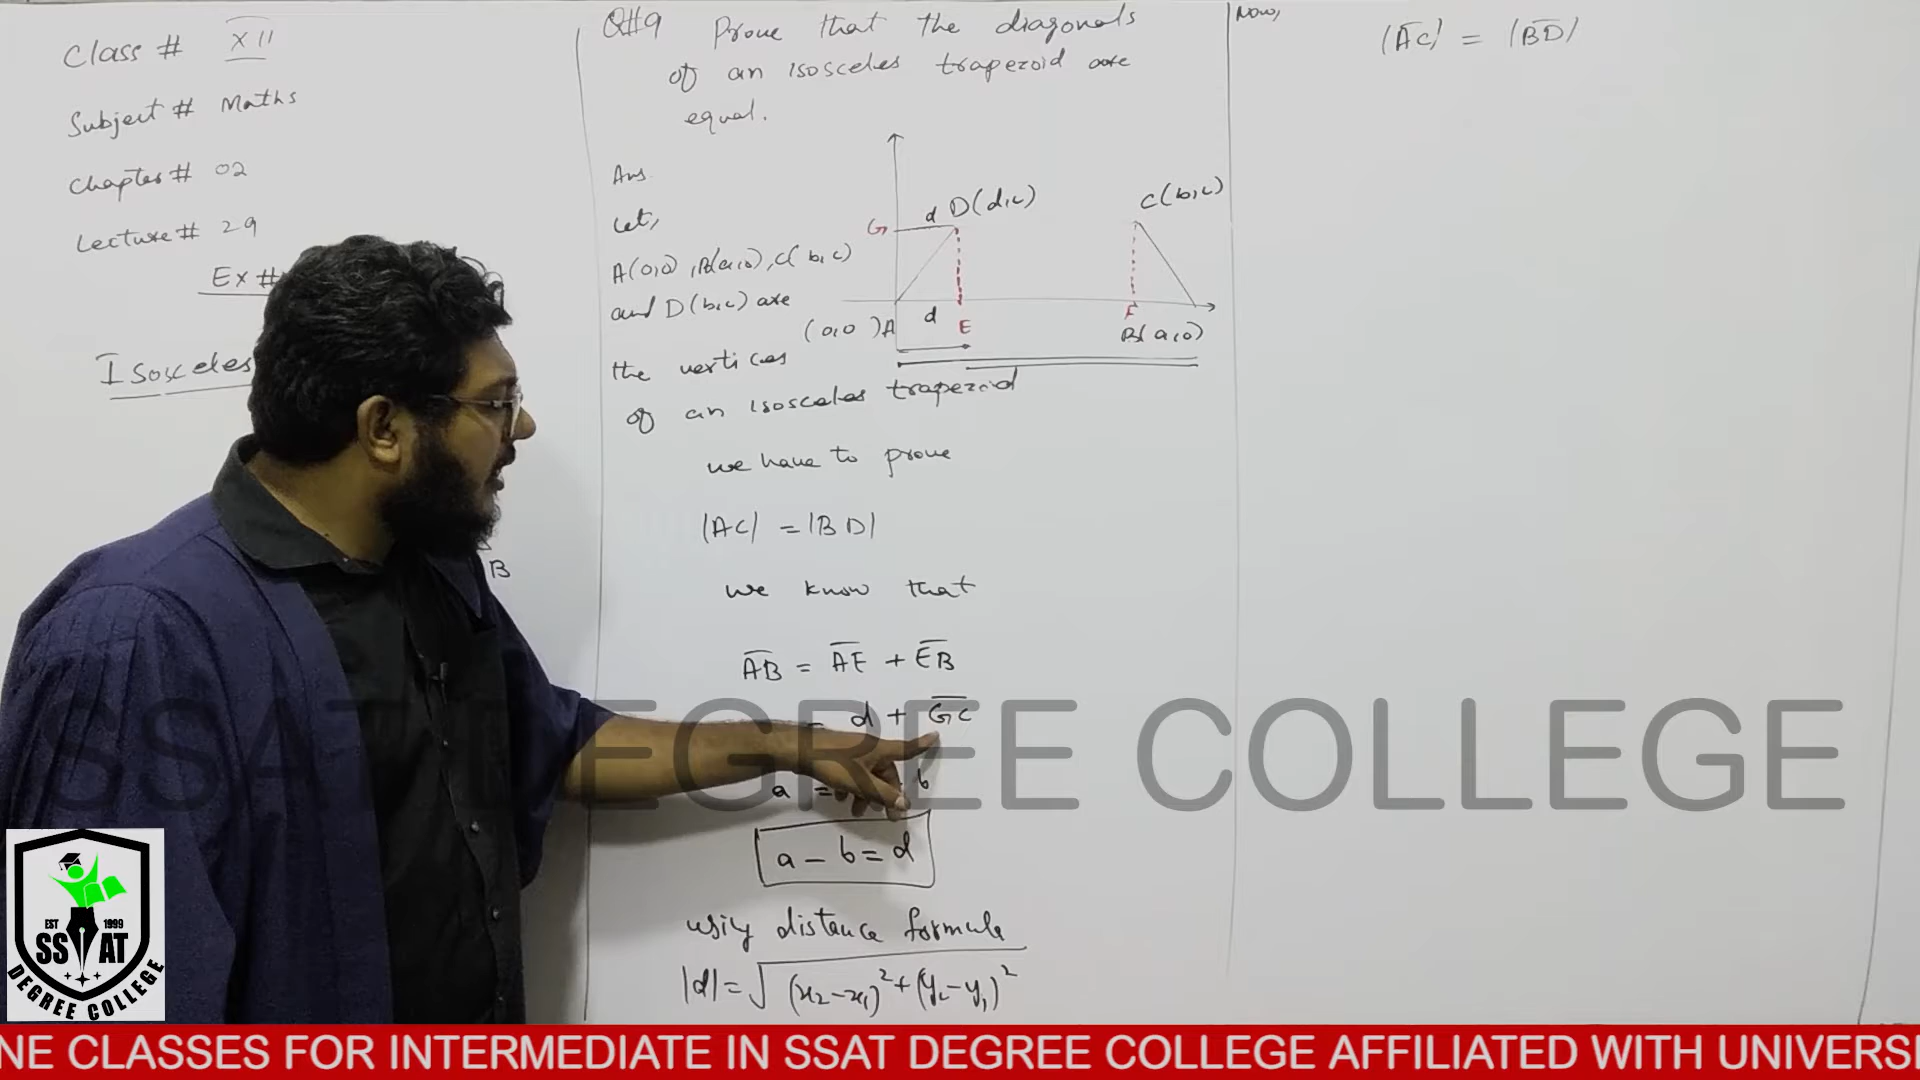 Class # XII
Subject # Maths
Chapter # 02
Lecture # 29
Ex #
Isosceles
B
Q#9 Prove that the diagonals
of an isosceles trapezoid are
equal.
Ans.
Let,
A(0,0), B(a,0), C(b,c)
and D(b,c) are
the vertices
of an isosceles trapezoid
G d D(d,c)
C(b,c)
(0,0) A d E F
B(a,0)
we have to prove
|AC| = |BD|
we know that
AB = AE + EB
= d + GC
a = b
a - b = d
using distance formula
|d| = √(x₂-x₁)²+(y₂-y₁)²
Now,
|AC| = |BD|
SSAT DEGREE COLLEGE
EST 1999
SSAT
DEGREE COLLEGE
NE CLASSES FOR INTERMEDIATE IN SSAT DEGREE COLLEGE AFFILIATED WITH UNIVERSI